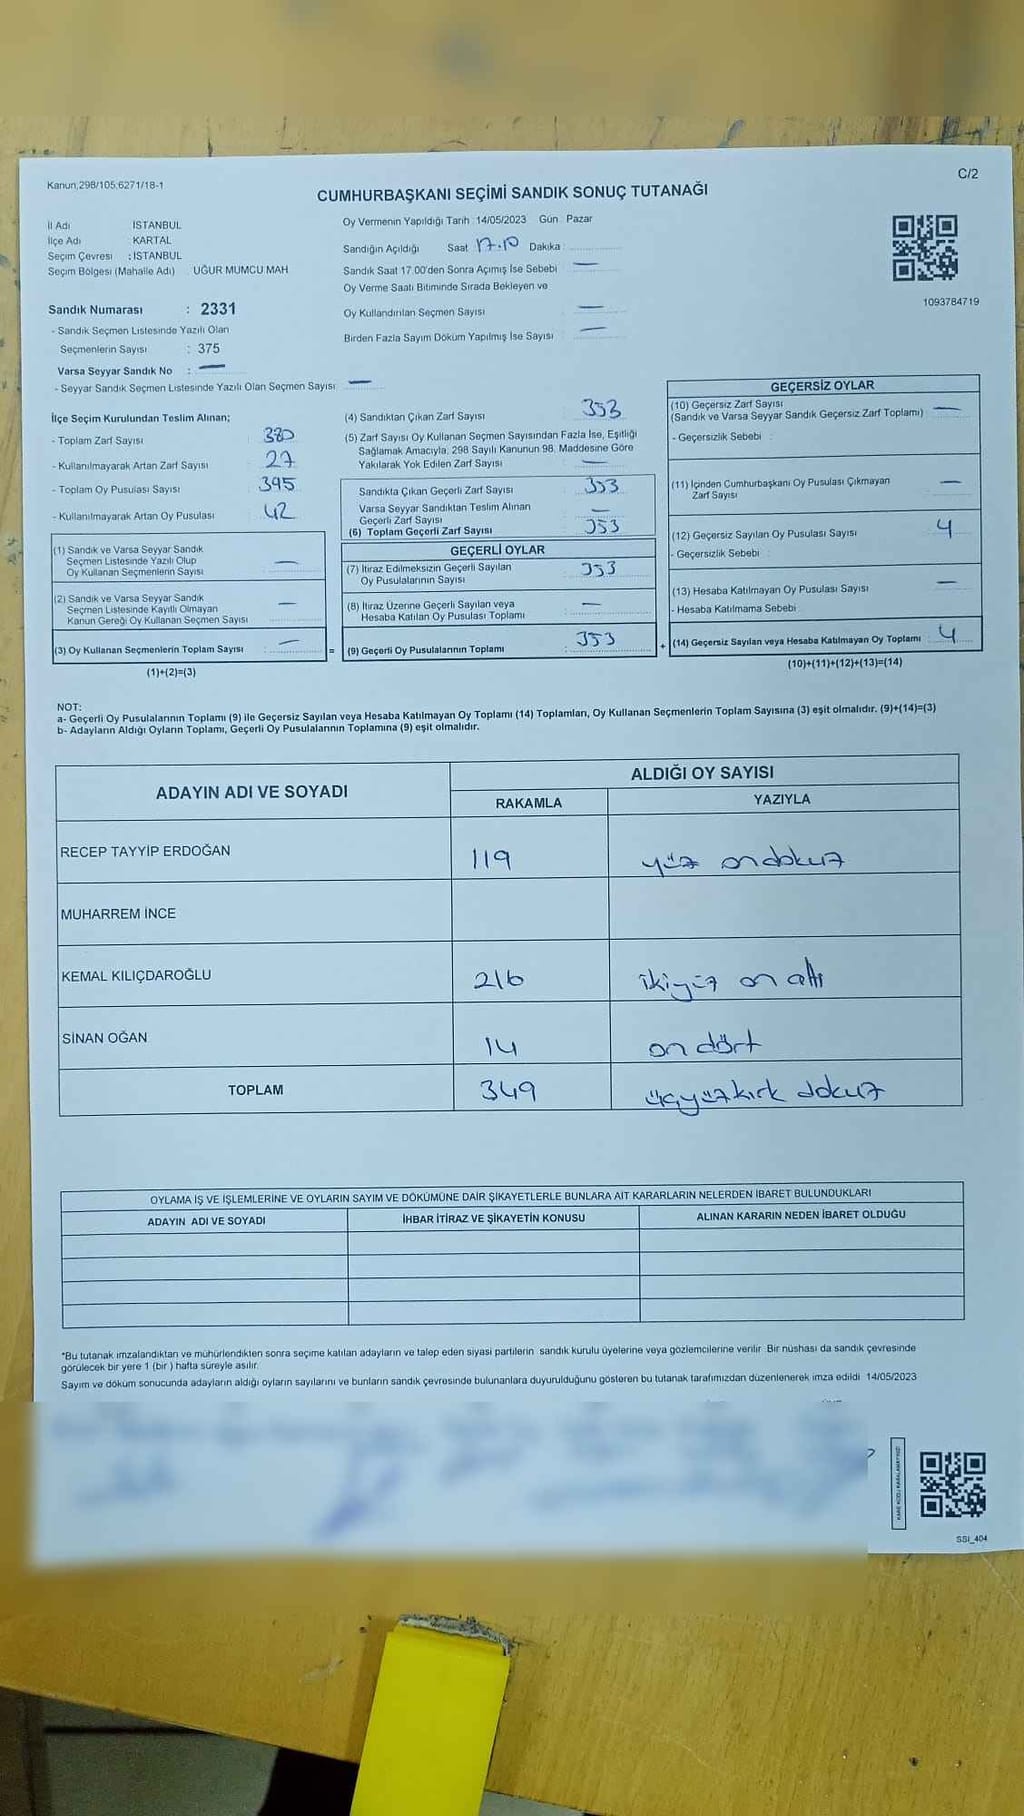 Kanun;298/105;6271/18-1
C/2
CUMHURBAŞKANI SEÇİMİ SANDIK SONUÇ TUTANAĞI
İl Adı İSTANBUL
İlçe Adı KARTAL
Seçim Çevresi : İSTANBUL
Seçim Bölgesi (Mahalle Adı) UĞUR MUMCU MAH
Sandık Numarası : 2331
- Sandık Seçmen Listesinde Yazılı Olan
Seçmenlerin Sayısı : 375
Varsa Seyyar Sandık No : —
- Seyyar Sandık Seçmen Listesinde Yazılı Olan Seçmen Sayısı —
Oy Vermenin Yapıldığı Tarih 14/05/2023 Gün Pazar
Sandığın Açıldığı Saat 17.10 Dakika
Sandık Saat 17.00'den Sonra Açımış İse Sebebi —
Oy Verme Saati Bitiminde Sırada Bekleyen ve
Oy Kullandırılan Seçmen Sayısı —
Birden Fazla Sayım Döküm Yapılmış İse Sayısı —
1093784719
İlçe Seçim Kurulundan Teslim Alınan;
- Toplam Zarf Sayısı 380
- Kullanılmayarak Artan Zarf Sayısı 27
- Toplam Oy Pusulası Sayısı 395
- Kullanılmayarak Artan Oy Pusulası 42
(4) Sandıktan Çıkan Zarf Sayısı 353
(5) Zarf Sayısı Oy Kullanan Seçmen Sayısından Fazla İse, Eşitliği
Sağlamak Amacıyla, 298 Sayılı Kanunun 98. Maddesine Göre
Yakılarak Yok Edilen Zarf Sayısı —
Sandıkta Çıkan Geçerli Zarf Sayısı 353
Varsa Seyyar Sandıktan Teslim Alınan
Geçerli Zarf Sayısı —
(6) Toplam Geçerli Zarf Sayısı 353
GEÇERSİZ OYLAR
(10) Geçersiz Zarf Sayısı
(Sandık ve Varsa Seyyar Sandık Geçersiz Zarf Toplamı) —
- Geçersizlik Sebebi :
(11) İçinden Cumhurbaşkanı Oy Pusulası Çıkmayan
Zarf Sayısı —
(12) Geçersiz Sayılan Oy Pusulası Sayısı 4
- Geçersizlik Sebebi :
(13) Hesaba Katılmayan Oy Pusulası Sayısı —
- Hesaba Katılmama Sebebi
(14) Geçersiz Sayılan veya Hesaba Katılmayan Oy Toplamı : 4
(10)+(11)+(12)+(13)=(14)
(1) Sandık ve Varsa Seyyar Sandık
Seçmen Listesinde Yazılı Olup
Oy Kullanan Seçmenlerin Sayısı —
(2) Sandık ve Varsa Seyyar Sandık
Seçmen Listesinde Kayıtlı Olmayan
Kanun Gereği Oy Kullanan Seçmen Sayısı —
(3) Oy Kullanan Seçmenlerin Toplam Sayısı : — =
(1)+(2)=(3)
GEÇERLİ OYLAR
(7) İtiraz Edilmeksizin Geçerli Sayılan
Oy Pusulalarının Sayısı 353
(8) İtiraz Üzerine Geçerli Sayılan veya
Hesaba Katılan Oy Pusulası Toplamı —
(9) Geçerli Oy Pusulalarının Toplamı : 353 +
NOT:
a- Geçerli Oy Pusulalarının Toplamı (9) ile Geçersiz Sayılan veya Hesaba Katılmayan Oy Toplamı (14) Toplamları, Oy Kullanan Seçmenlerin Toplam Sayısına (3) eşit olmalıdır. (9)+(14)=(3)
b- Adayların Aldığı Oyların Toplamı, Geçerli Oy Pusulalarının Toplamına (9) eşit olmalıdır.
ADAYIN ADI VE SOYADI ALDIĞI OY SAYISI
RAKAMLA YAZIYLA
RECEP TAYYİP ERDOĞAN 119 yüz ondokuz
MUHARREM İNCE
KEMAL KILIÇDAROĞLU 216 ikiyüz on altı
SİNAN OĞAN 14 on dört
TOPLAM 349 üçyüzkırk dokuz
OYLAMA İŞ VE İŞLEMLERİNE VE OYLARIN SAYIM VE DÖKÜMÜNE DAİR ŞİKAYETLERLE BUNLARA AİT KARARLARIN NELERDEN İBARET BULUNDUKLARI
ADAYIN ADI VE SOYADI İHBAR İTİRAZ VE ŞİKAYETİN KONUSU ALINAN KARARIN NEDEN İBARET OLDUĞU
*Bu tutanak imzalandıktan ve mühürlendikten sonra seçime katılan adayların ve talep eden siyasi partilerin sandık kurulu üyelerine veya gözlemcilerine verilir. Bir nüshası da sandık çevresinde
görülecek bir yere 1 (bir ) hafta süreyle asılır.
Sayım ve döküm sonucunda adayların aldığı oyların sayılarını ve bunların sandık çevresinde bulunanlara duyurulduğunu gösteren bu tutanak tarafımızdan düzenlenerek imza edildi 14/05/2023
KARE KODU KARALAMAYINIZ!
SSI_404